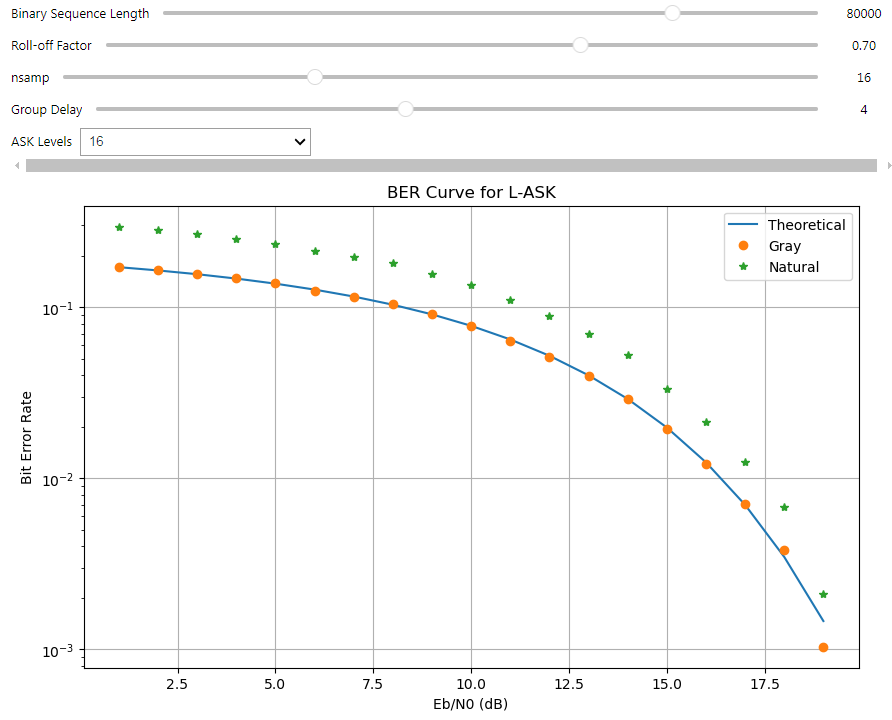 Binary Sequence Length 80000
Roll-off Factor 0.70
nsamp 16
Group Delay 4
ASK Levels 16
BER Curve for L-ASK
Theoretical
Gray
Natural
10⁻¹
10⁻²
10⁻³
Bit Error Rate
2.5 5.0 7.5 10.0 12.5 15.0 17.5
Eb/N0 (dB)